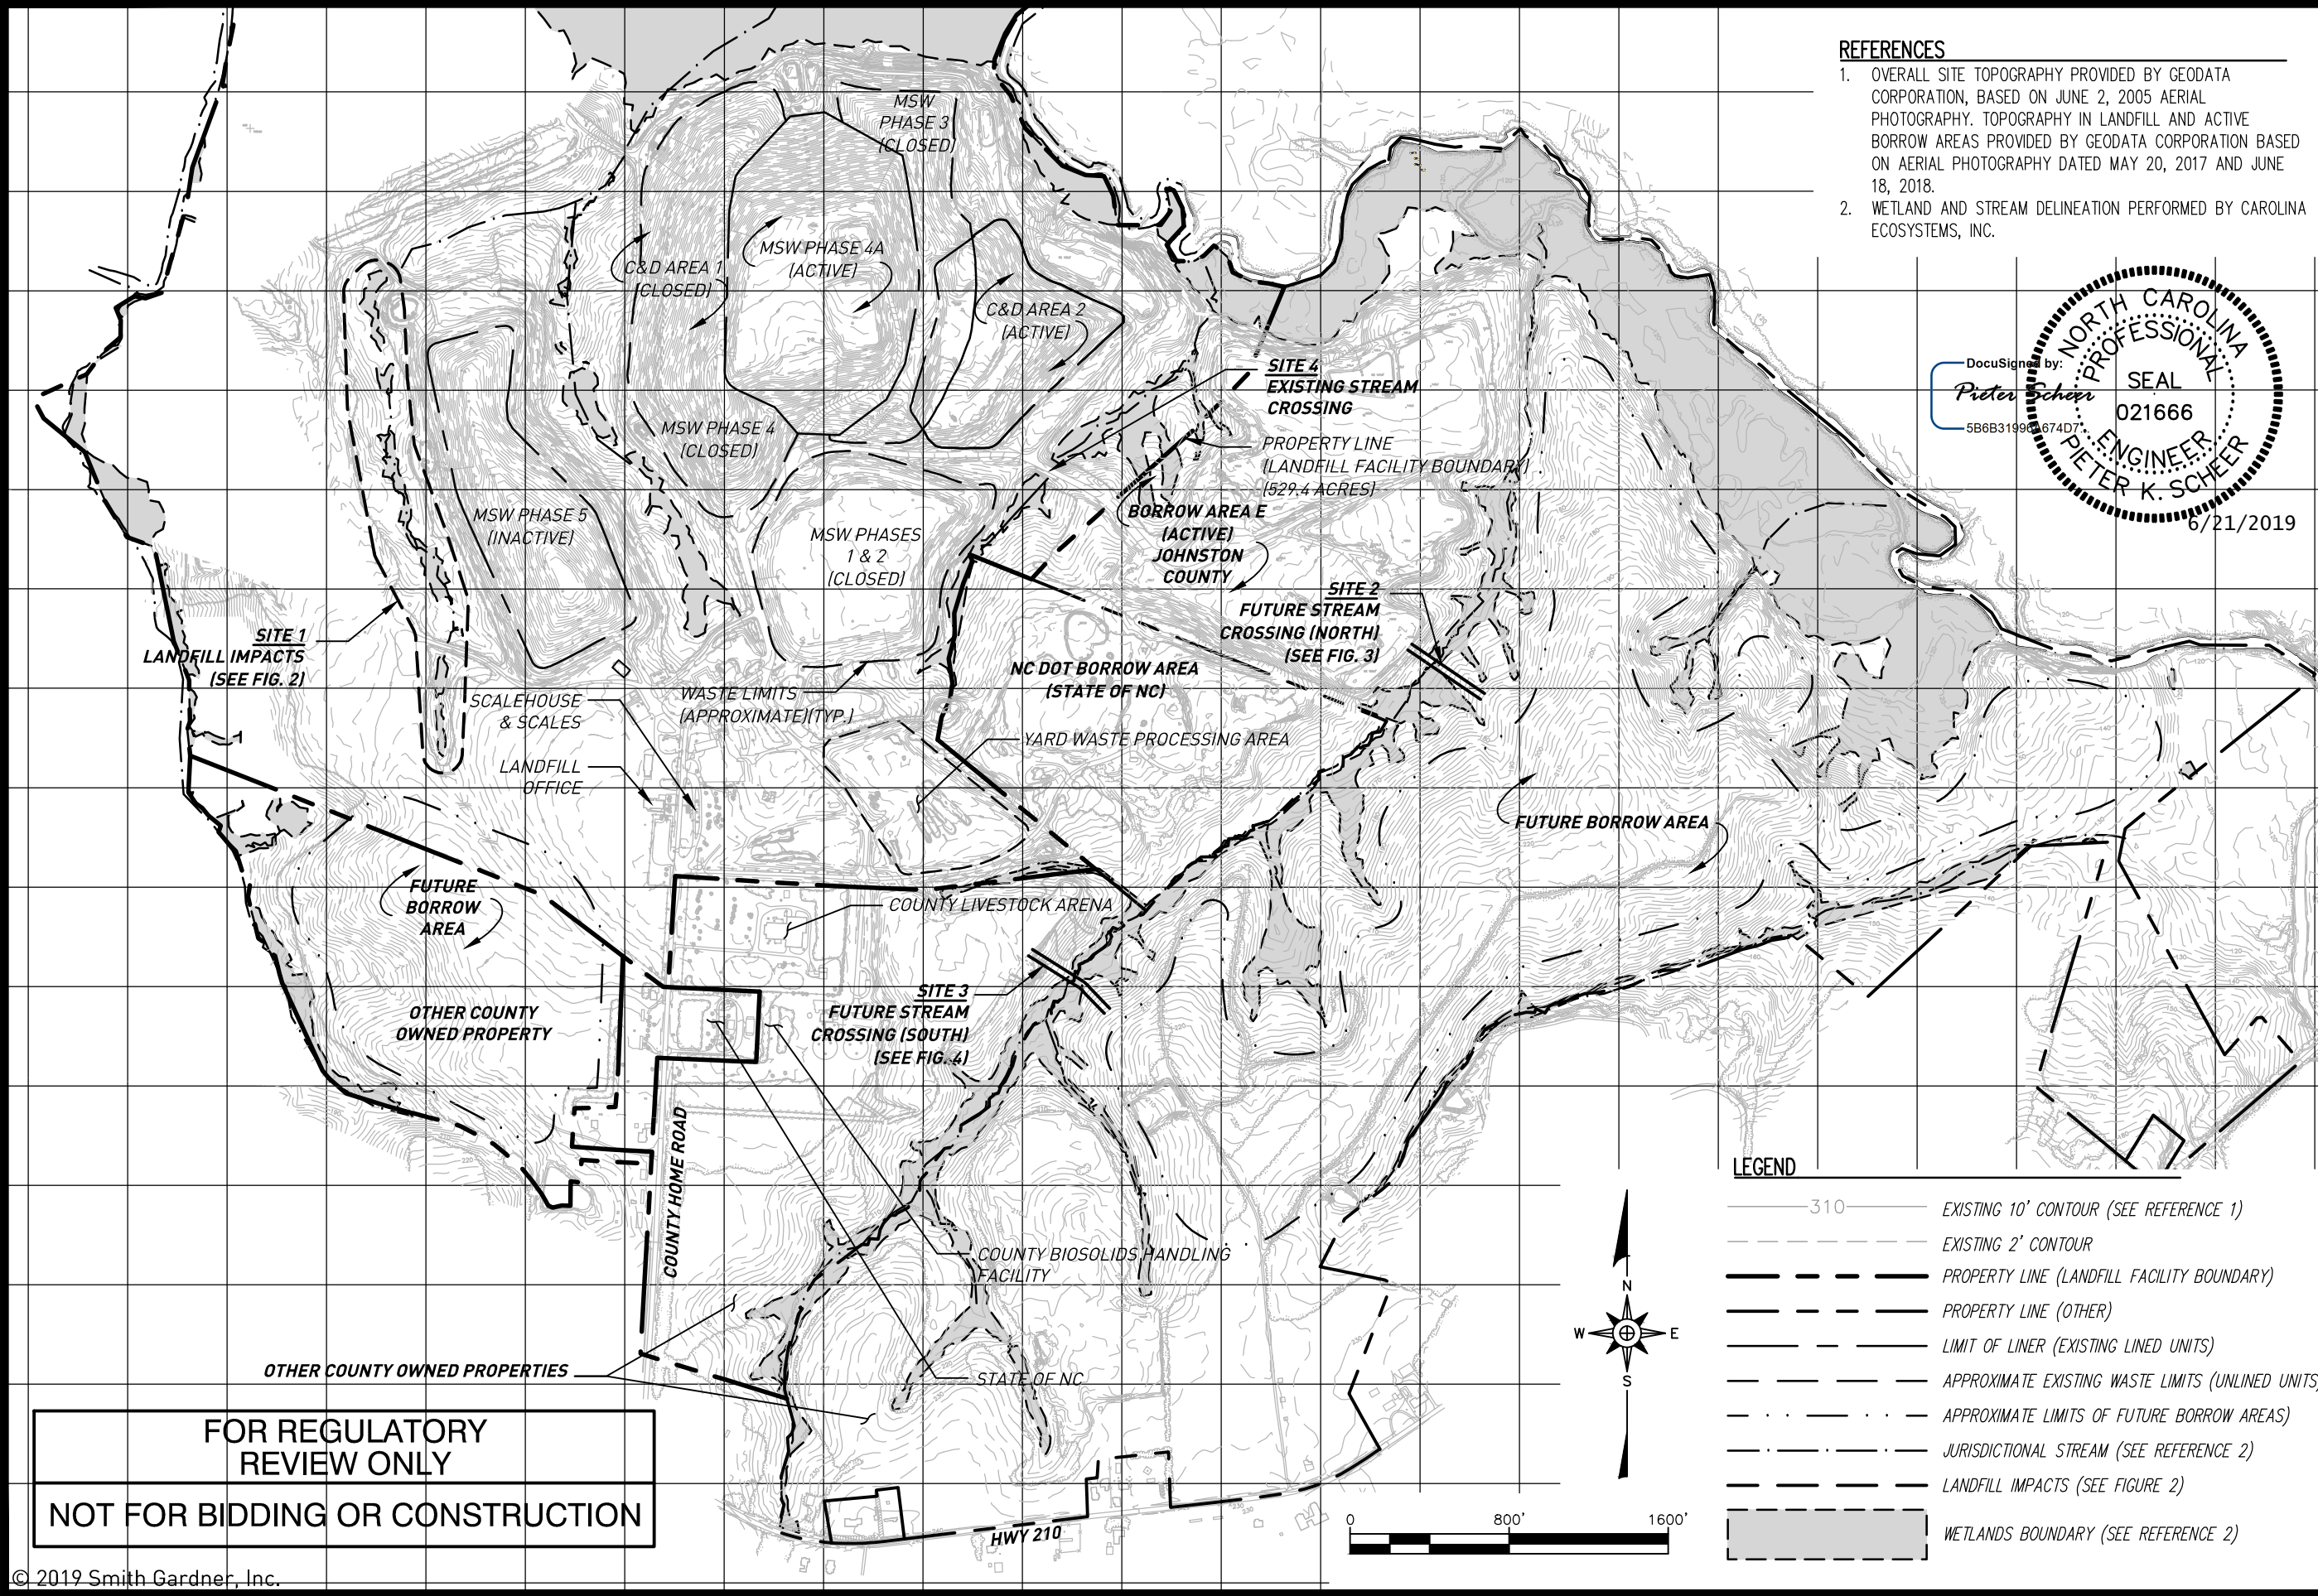 REFERENCES
1. OVERALL SITE TOPOGRAPHY PROVIDED BY GEODATA
CORPORATION, BASED ON JUNE 2, 2005 AERIAL
PHOTOGRAPHY. TOPOGRAPHY IN LANDFILL AND ACTIVE
BORROW AREAS PROVIDED BY GEODATA CORPORATION BASED
ON AERIAL PHOTOGRAPHY DATED MAY 20, 2017 AND JUNE
18, 2018.
2. WETLAND AND STREAM DELINEATION PERFORMED BY CAROLINA
ECOSYSTEMS, INC.
DocuSigned by:
Pieter Scheer
5B6B31996A674D7...
NORTH CAROLINA
PROFESSIONAL
SEAL
021666
ENGINEER
PIETER K. SCHEER
6/21/2019
MSW
PHASE 3
(CLOSED)
MSW PHASE 4A
(ACTIVE)
C&D AREA 1
(CLOSED)
C&D AREA 2
(ACTIVE)
SITE 4
EXISTING STREAM
CROSSING
MSW PHASE 4
(CLOSED)
PROPERTY LINE
(LANDFILL FACILITY BOUNDARY)
(529.4 ACRES)
MSW PHASE 5
(INACTIVE)
MSW PHASES
1 & 2
(CLOSED)
BORROW AREA E
(ACTIVE)
JOHNSTON
COUNTY
SITE 2
FUTURE STREAM
CROSSING (NORTH)
(SEE FIG. 3)
SITE 1
LANDFILL IMPACTS
(SEE FIG. 2)
NC DOT BORROW AREA
(STATE OF NC)
SCALEHOUSE
& SCALES
WASTE LIMITS
(APPROXIMATE)(TYP.)
YARD WASTE PROCESSING AREA
LANDFILL
OFFICE
FUTURE BORROW AREA
FUTURE
BORROW
AREA
COUNTY LIVESTOCK ARENA
SITE 3
FUTURE STREAM
CROSSING (SOUTH)
(SEE FIG. 4)
OTHER COUNTY
OWNED PROPERTY
COUNTY HOME ROAD
COUNTY BIOSOLIDS HANDLING
FACILITY
OTHER COUNTY OWNED PROPERTIES
STATE OF NC
HWY 210
LEGEND
310
EXISTING 10' CONTOUR (SEE REFERENCE 1)
EXISTING 2' CONTOUR
PROPERTY LINE (LANDFILL FACILITY BOUNDARY)
PROPERTY LINE (OTHER)
LIMIT OF LINER (EXISTING LINED UNITS)
APPROXIMATE EXISTING WASTE LIMITS (UNLINED UNITS)
APPROXIMATE LIMITS OF FUTURE BORROW AREAS)
JURISDICTIONAL STREAM (SEE REFERENCE 2)
LANDFILL IMPACTS (SEE FIGURE 2)
WETLANDS BOUNDARY (SEE REFERENCE 2)
N
W E
S
0 800' 1600'
FOR REGULATORY
REVIEW ONLY
NOT FOR BIDDING OR CONSTRUCTION
© 2019 Smith Gardner, Inc.